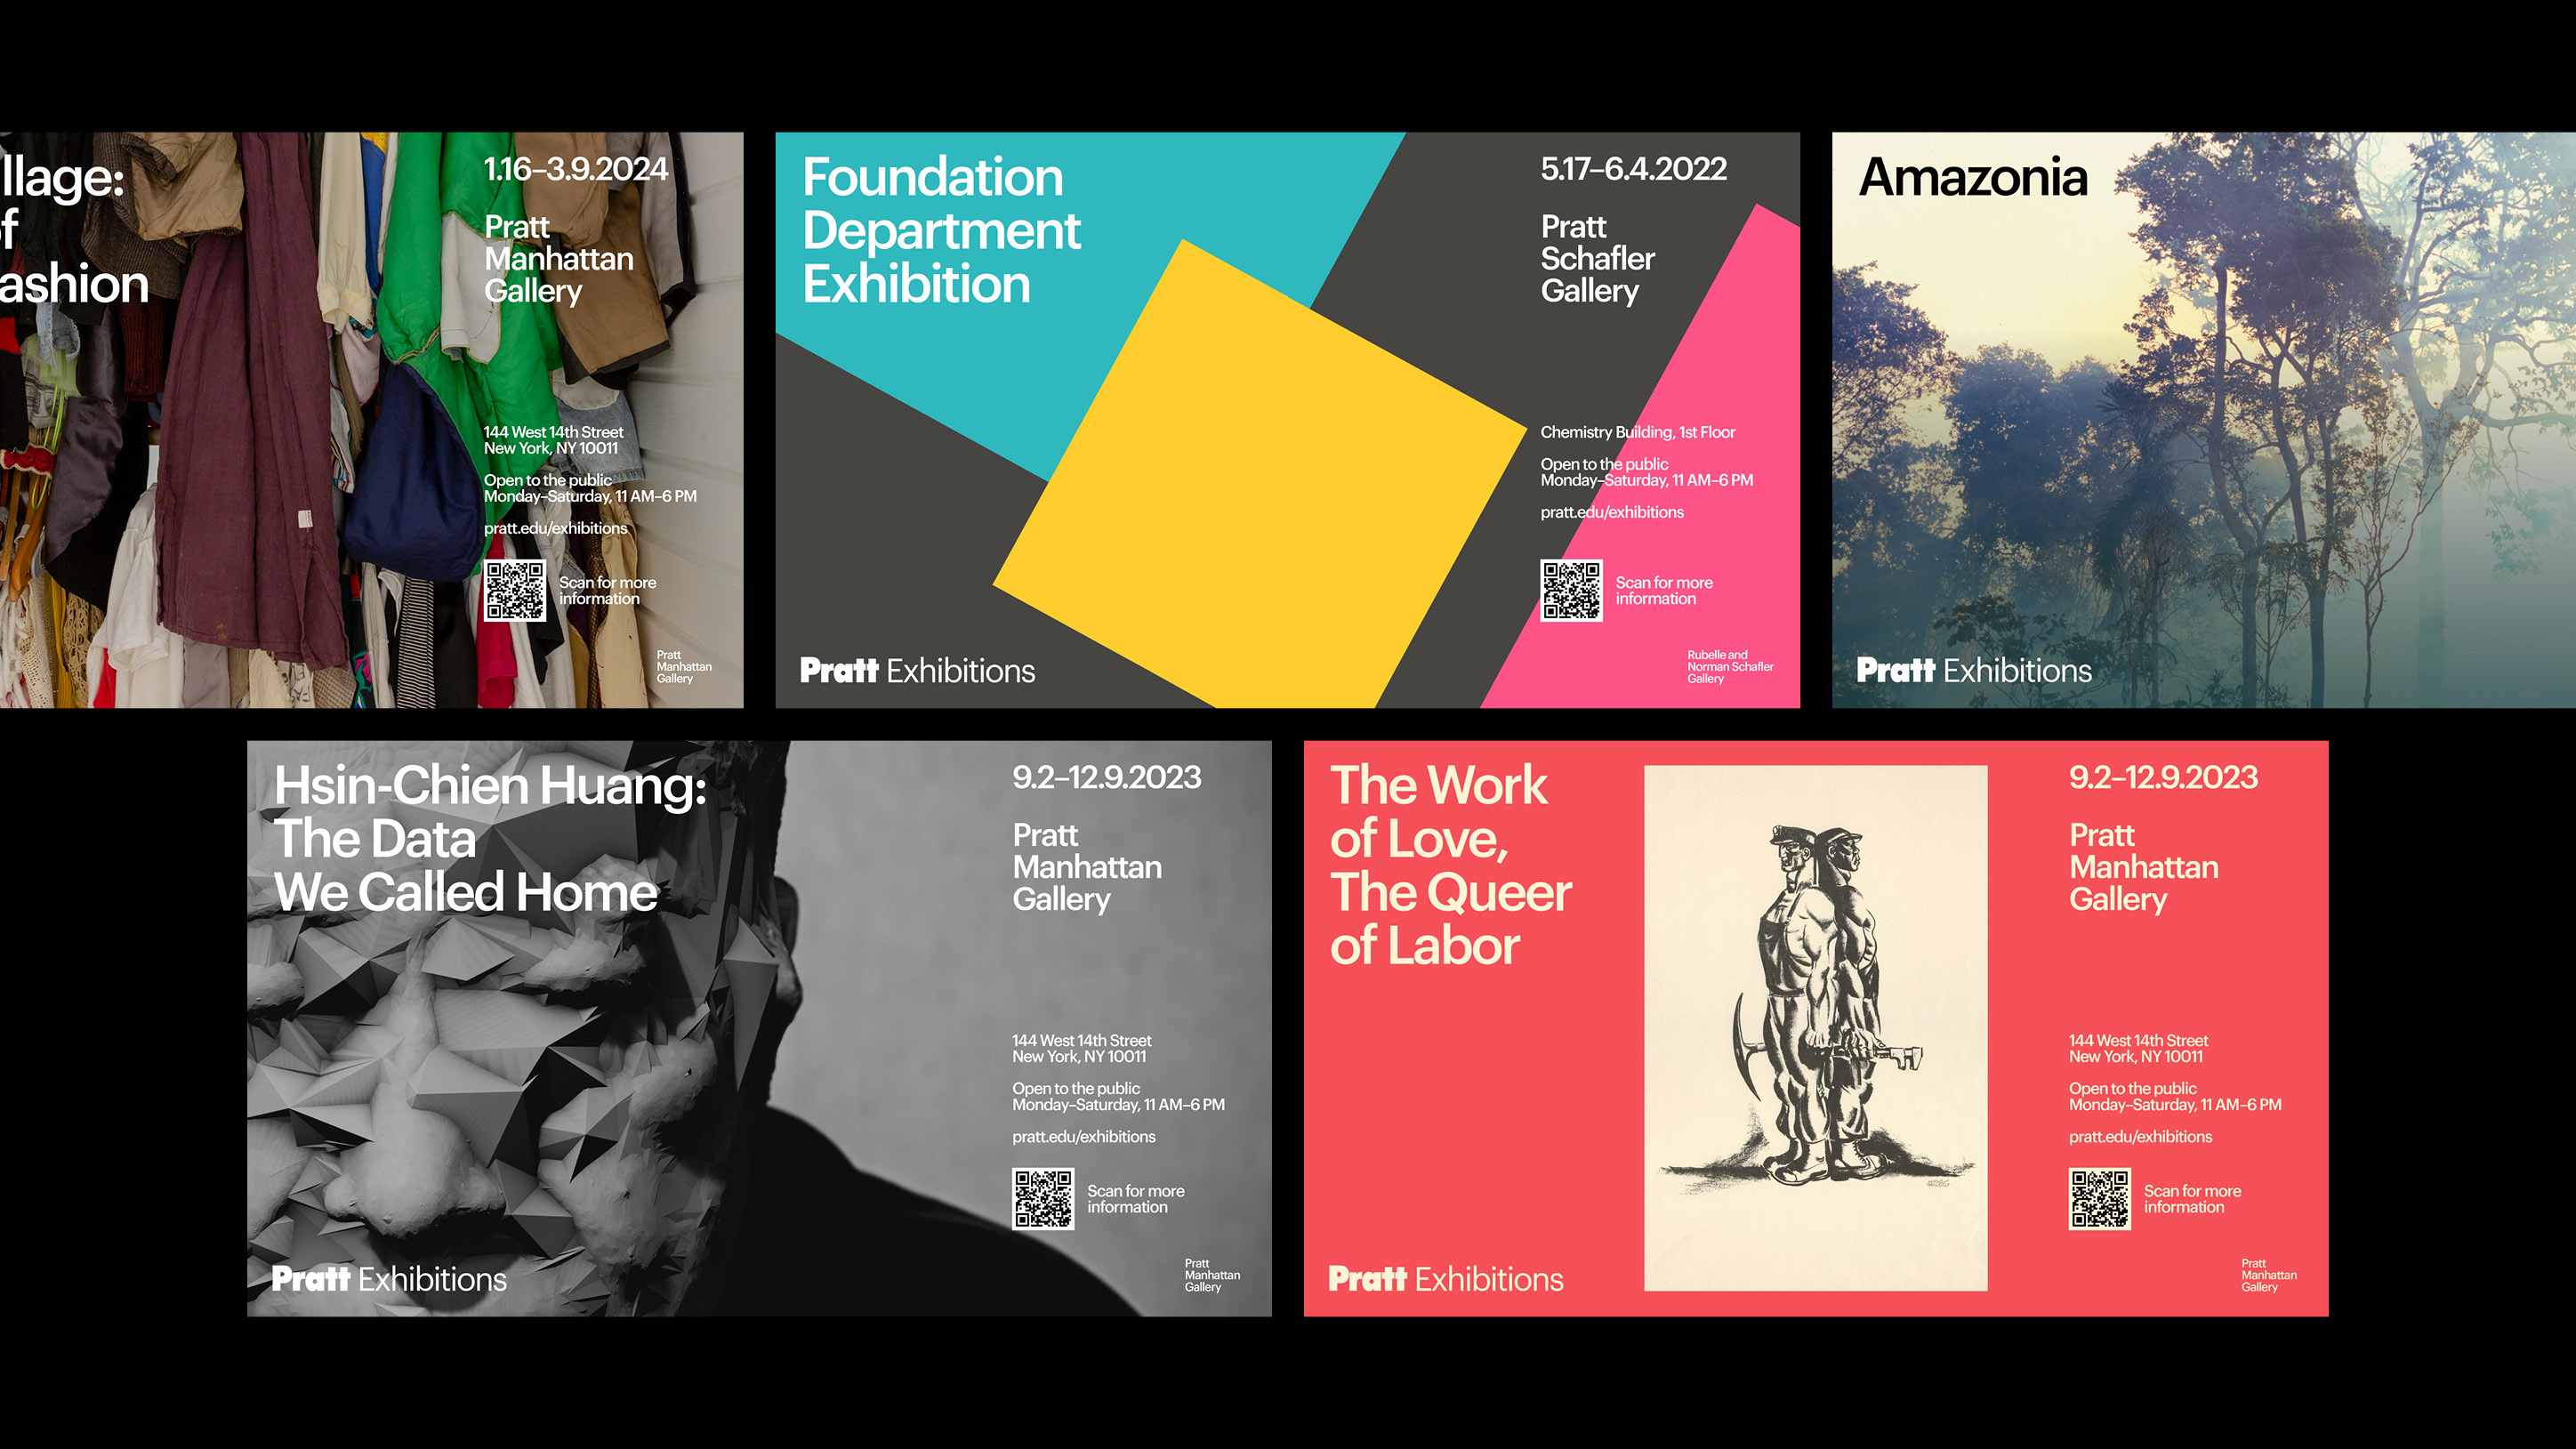 llage:
of
ashion
1.16–3.9.2024
Pratt
Manhattan
Gallery
144 West 14th Street
New York, NY 10011
Open to the public
Monday–Saturday, 11 AM–6 PM
pratt.edu/exhibitions
Scan for more
information
Pratt
Manhattan
Gallery
Foundation
Department
Exhibition
5.17–6.4.2022
Pratt
Schafler
Gallery
Chemistry Building, 1st Floor
Open to the public
Monday–Saturday, 11 AM–6 PM
pratt.edu/exhibitions
Scan for more
information
Pratt Exhibitions
Rubelle and
Norman Schafler
Gallery
Amazonia
Pratt Exhibitions
Hsin-Chien Huang:
The Data
We Called Home
9.2–12.9.2023
Pratt
Manhattan
Gallery
144 West 14th Street
New York, NY 10011
Open to the public
Monday–Saturday, 11 AM–6 PM
pratt.edu/exhibitions
Scan for more
information
Pratt Exhibitions
Pratt
Manhattan
Gallery
The Work
of Love,
The Queer
of Labor
9.2–12.9.2023
Pratt
Manhattan
Gallery
144 West 14th Street
New York, NY 10011
Open to the public
Monday–Saturday, 11 AM–6 PM
pratt.edu/exhibitions
Scan for more
information
Pratt Exhibitions
Pratt
Manhattan
Gallery